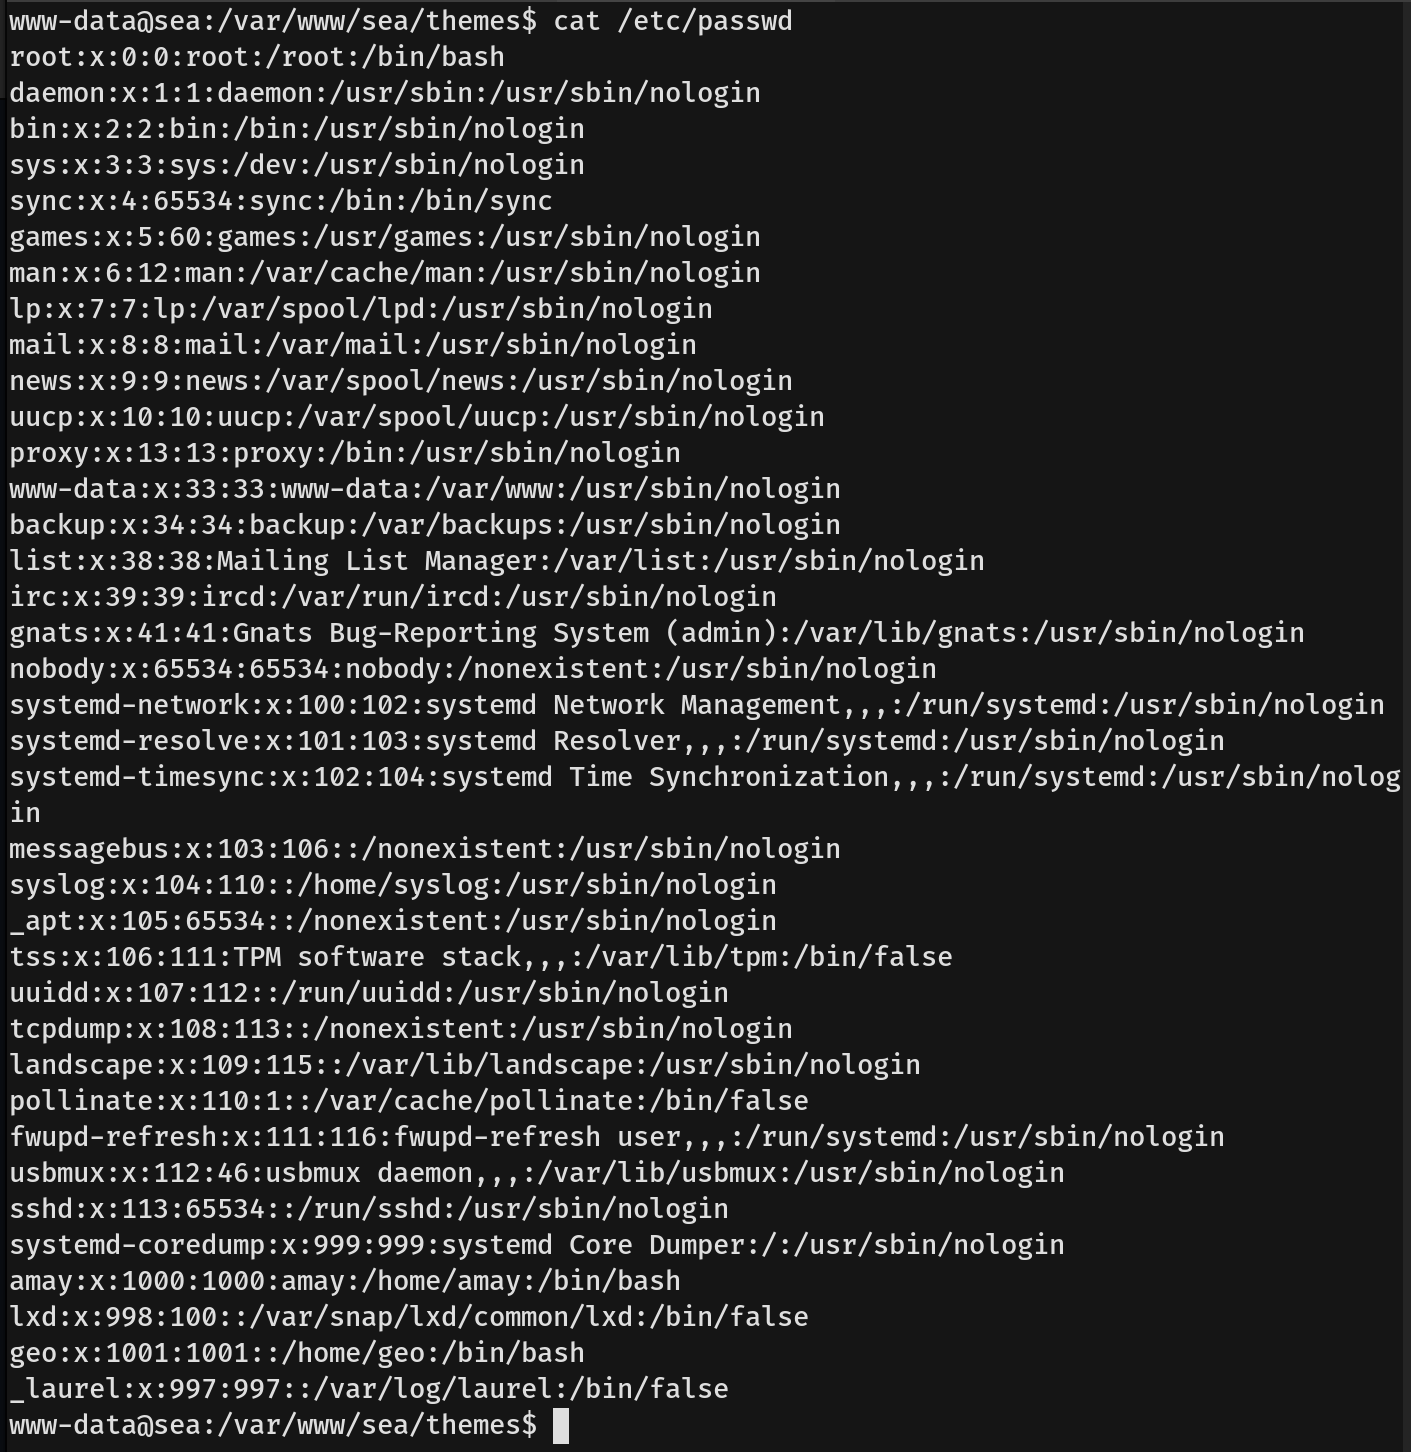 www-data@sea:/var/www/sea/themes$ cat /etc/passwd
root:x:0:0:root:/root:/bin/bash
daemon:x:1:1:daemon:/usr/sbin:/usr/sbin/nologin
bin:x:2:2:bin:/bin:/usr/sbin/nologin
sys:x:3:3:sys:/dev:/usr/sbin/nologin
sync:x:4:65534:sync:/bin:/bin/sync
games:x:5:60:games:/usr/games:/usr/sbin/nologin
man:x:6:12:man:/var/cache/man:/usr/sbin/nologin
lp:x:7:7:lp:/var/spool/lpd:/usr/sbin/nologin
mail:x:8:8:mail:/var/mail:/usr/sbin/nologin
news:x:9:9:news:/var/spool/news:/usr/sbin/nologin
uucp:x:10:10:uucp:/var/spool/uucp:/usr/sbin/nologin
proxy:x:13:13:proxy:/bin:/usr/sbin/nologin
www-data:x:33:33:www-data:/var/www:/usr/sbin/nologin
backup:x:34:34:backup:/var/backups:/usr/sbin/nologin
list:x:38:38:Mailing List Manager:/var/list:/usr/sbin/nologin
irc:x:39:39:ircd:/var/run/ircd:/usr/sbin/nologin
gnats:x:41:41:Gnats Bug-Reporting System (admin):/var/lib/gnats:/usr/sbin/nologin
nobody:x:65534:65534:nobody:/nonexistent:/usr/sbin/nologin
systemd-network:x:100:102:systemd Network Management,,,:/run/systemd:/usr/sbin/nologin
systemd-resolve:x:101:103:systemd Resolver,,,:/run/systemd:/usr/sbin/nologin
systemd-timesync:x:102:104:systemd Time Synchronization,,,:/run/systemd:/usr/sbin/nolog
in
messagebus:x:103:106::/nonexistent:/usr/sbin/nologin
syslog:x:104:110::/home/syslog:/usr/sbin/nologin
_apt:x:105:65534::/nonexistent:/usr/sbin/nologin
tss:x:106:111:TPM software stack,,,:/var/lib/tpm:/bin/false
uuidd:x:107:112::/run/uuidd:/usr/sbin/nologin
tcpdump:x:108:113::/nonexistent:/usr/sbin/nologin
landscape:x:109:115::/var/lib/landscape:/usr/sbin/nologin
pollinate:x:110:1::/var/cache/pollinate:/bin/false
fwupd-refresh:x:111:116:fwupd-refresh user,,,:/run/systemd:/usr/sbin/nologin
usbmux:x:112:46:usbmux daemon,,,:/var/lib/usbmux:/usr/sbin/nologin
sshd:x:113:65534::/run/sshd:/usr/sbin/nologin
systemd-coredump:x:999:999:systemd Core Dumper:/:/usr/sbin/nologin
amay:x:1000:1000:amay:/home/amay:/bin/bash
lxd:x:998:100::/var/snap/lxd/common/lxd:/bin/false
geo:x:1001:1001::/home/geo:/bin/bash
_laurel:x:997:997::/var/log/laurel:/bin/false
www-data@sea:/var/www/sea/themes$